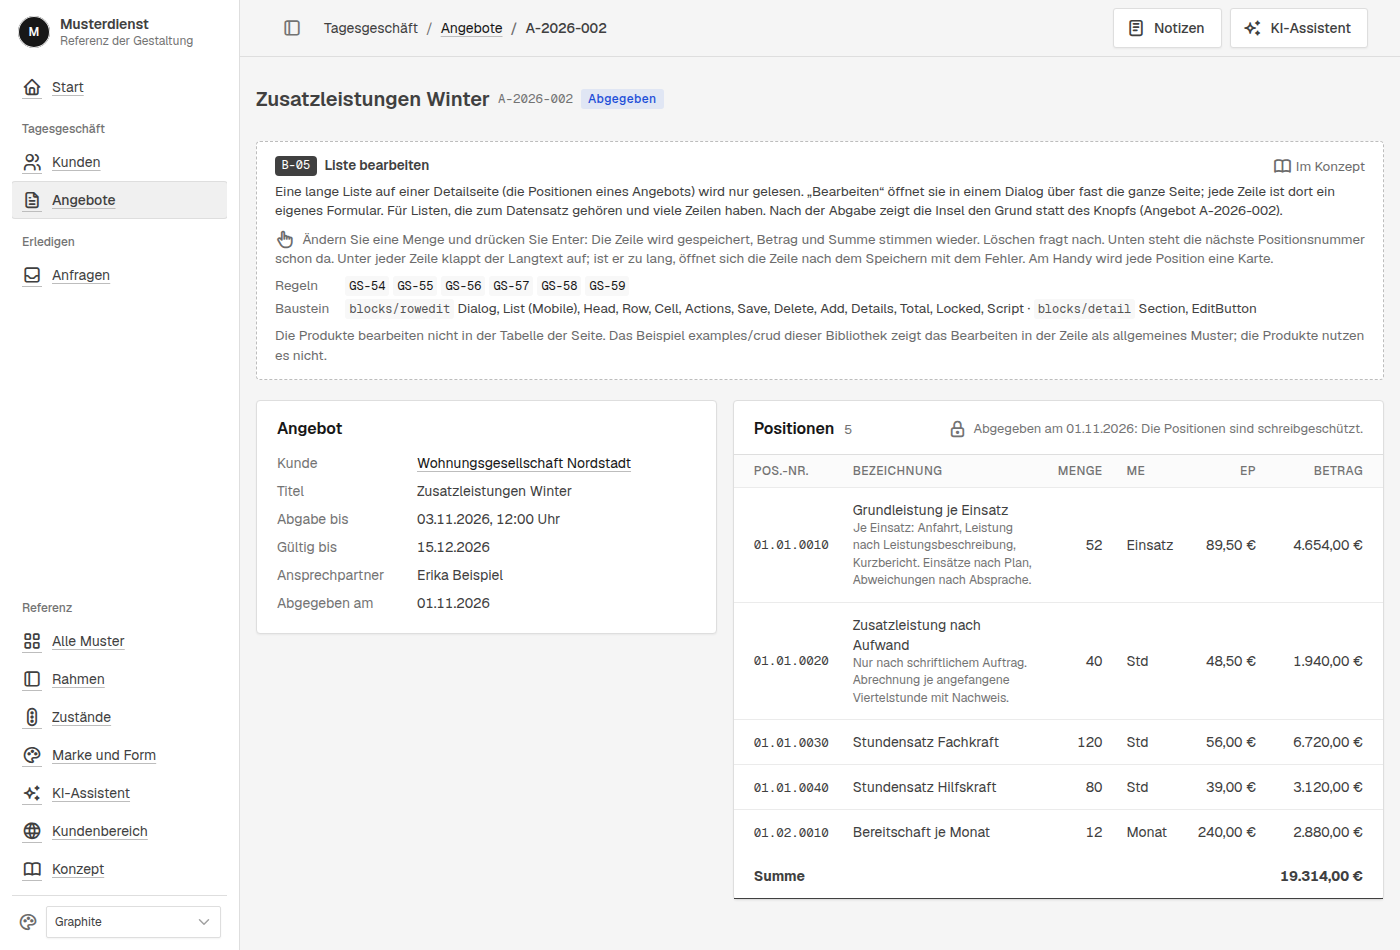 M
Musterdienst
Referenz der Gestaltung
Start
Tagesgeschäft
Kunden
Angebote
Erledigen
Anfragen
Referenz
Alle Muster
Rahmen
Zustände
Marke und Form
KI-Assistent
Kundenbereich
Konzept
Graphite
Tagesgeschäft / Angebote / A-2026-002
Notizen
KI-Assistent
Zusatzleistungen Winter A-2026-002 Abgegeben
B-05 Liste bearbeiten
Im Konzept
Eine lange Liste auf einer Detailseite (die Positionen eines Angebots) wird nur gelesen. „Bearbeiten“ öffnet sie in einem Dialog über fast die ganze Seite; jede Zeile ist dort ein
eigenes Formular. Für Listen, die zum Datensatz gehören und viele Zeilen haben. Nach der Abgabe zeigt die Insel den Grund statt des Knopfs (Angebot A-2026-002).
Ändern Sie eine Menge und drücken Sie Enter: Die Zeile wird gespeichert, Betrag und Summe stimmen wieder. Löschen fragt nach. Unten steht die nächste Positionsnummer
schon da. Unter jeder Zeile klappt der Langtext auf; ist er zu lang, öffnet sich die Zeile nach dem Speichern mit dem Fehler. Am Handy wird jede Position eine Karte.
Regeln GS-54 GS-55 GS-56 GS-57 GS-58 GS-59
Baustein blocks/rowedit Dialog, List (Mobile), Head, Row, Cell, Actions, Save, Delete, Add, Details, Total, Locked, Script · blocks/detail Section, EditButton
Die Produkte bearbeiten nicht in der Tabelle der Seite. Das Beispiel examples/crud dieser Bibliothek zeigt das Bearbeiten in der Zeile als allgemeines Muster; die Produkte nutzen
es nicht.
Angebot
Kunde Wohnungsgesellschaft Nordstadt
Titel Zusatzleistungen Winter
Abgabe bis 03.11.2026, 12:00 Uhr
Gültig bis 15.12.2026
Ansprechpartner Erika Beispiel
Abgegeben am 01.11.2026
Positionen 5
Abgegeben am 01.11.2026: Die Positionen sind schreibgeschützt.
POS.-NR. BEZEICHNUNG MENGE ME EP BETRAG
Grundleistung je Einsatz
Je Einsatz: Anfahrt, Leistung
01.01.0010 nach Leistungsbeschreibung, 52 Einsatz 89,50 € 4.654,00 €
Kurzbericht. Einsätze nach Plan,
Abweichungen nach Absprache.
Zusatzleistung nach
Aufwand
01.01.0020 Nur nach schriftlichem Auftrag. 40 Std 48,50 € 1.940,00 €
Abrechnung je angefangene
Viertelstunde mit Nachweis.
01.01.0030 Stundensatz Fachkraft 120 Std 56,00 € 6.720,00 €
01.01.0040 Stundensatz Hilfskraft 80 Std 39,00 € 3.120,00 €
01.02.0010 Bereitschaft je Monat 12 Monat 240,00 € 2.880,00 €
Summe 19.314,00 €